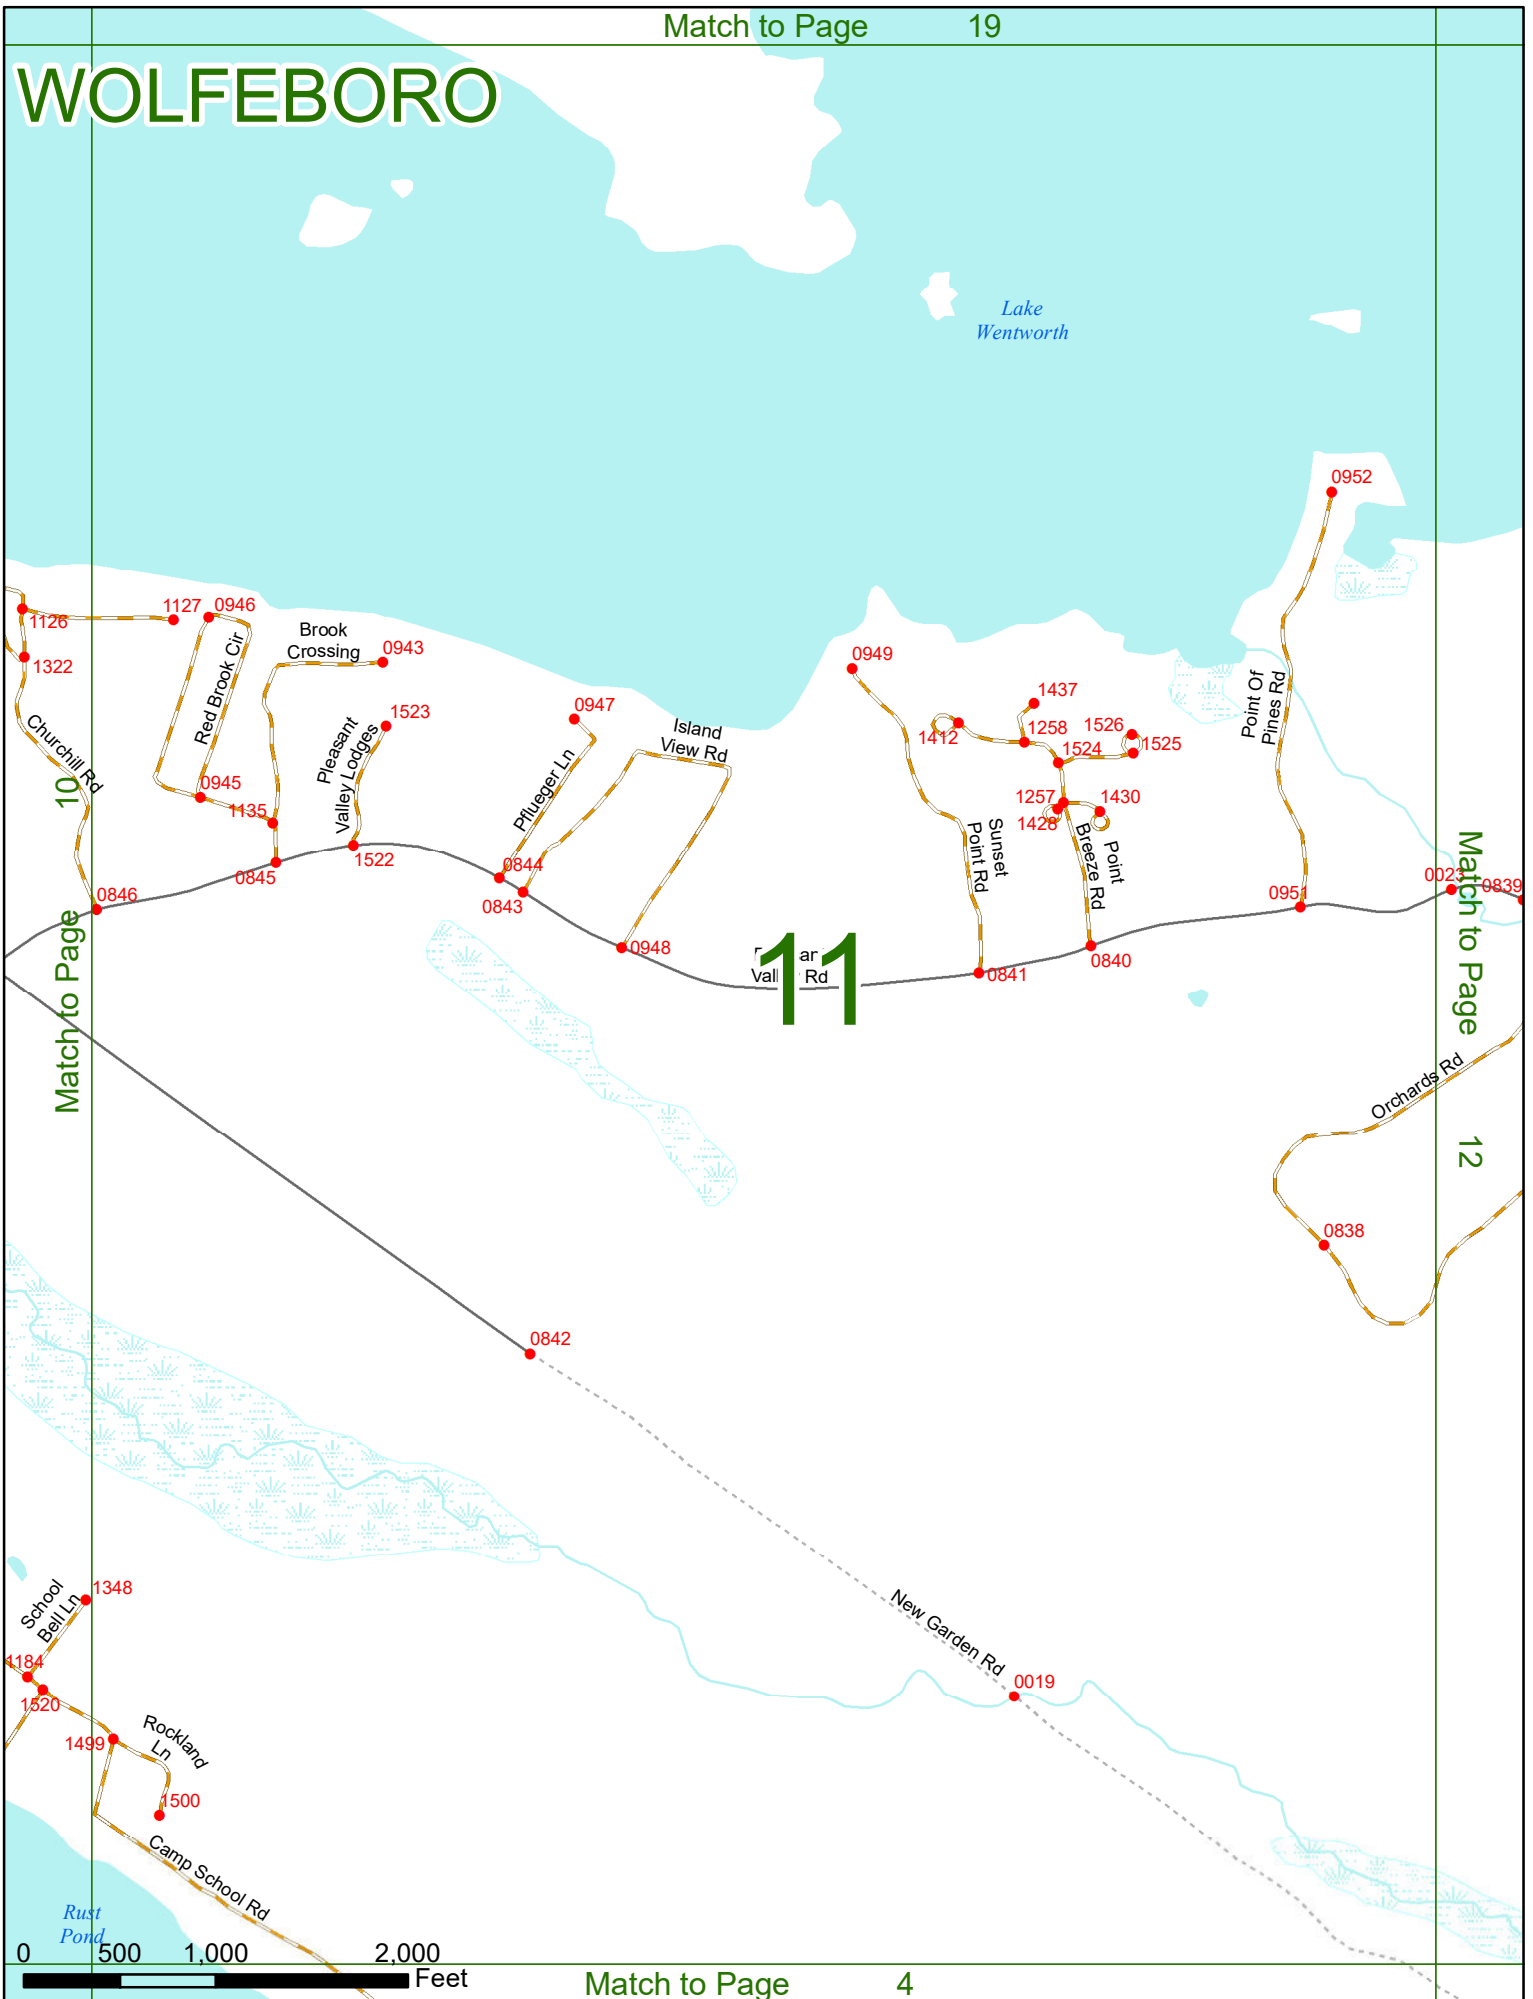 Match to Page 19
WOLFEBORO
Lake
Wentworth
0952
1126
1127
0946
1322
Red Brook Cir
Brook
Crossing
0943
Churchill Rd
0945
1135
0845
Pleasant
Valley Lodges
1523
1522
0947
Pflueger Ln
Island
View Rd
0844
0843
0948
0949
1412
1437
1258
1526
1524
1525
1257
1430
1428
Sunset
Point Rd
Point
Breeze Rd
Point Of
Pines Rd
0951
0023
0839
0846
Match to Page 10
Rd
11
0841
0840
Match to Page 12
Orchards Rd
0838
0842
New Garden Rd
0019
School
Bell Ln
1348
1184
1520
1499
Rockland
Ln
1500
Camp School Rd
Rust
Pond
0 500 1,000 2,000
Feet
Match to Page 4